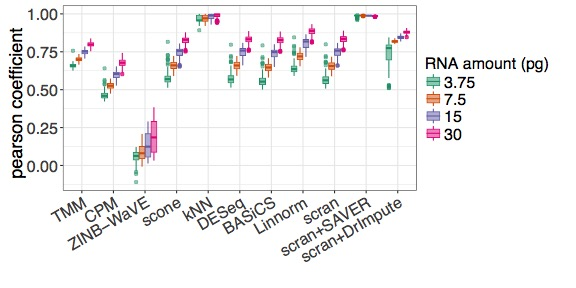 1.00
0.75
0.50
0.25
0.00
pearson coefficient
TMM
CPM
ZINB−WaVE
scone
kNN
DESeq
BASiCS
Linnorm
scran
scran+SAVER
scran+DrImpute
RNA amount (pg)
3.75
7.5
15
30